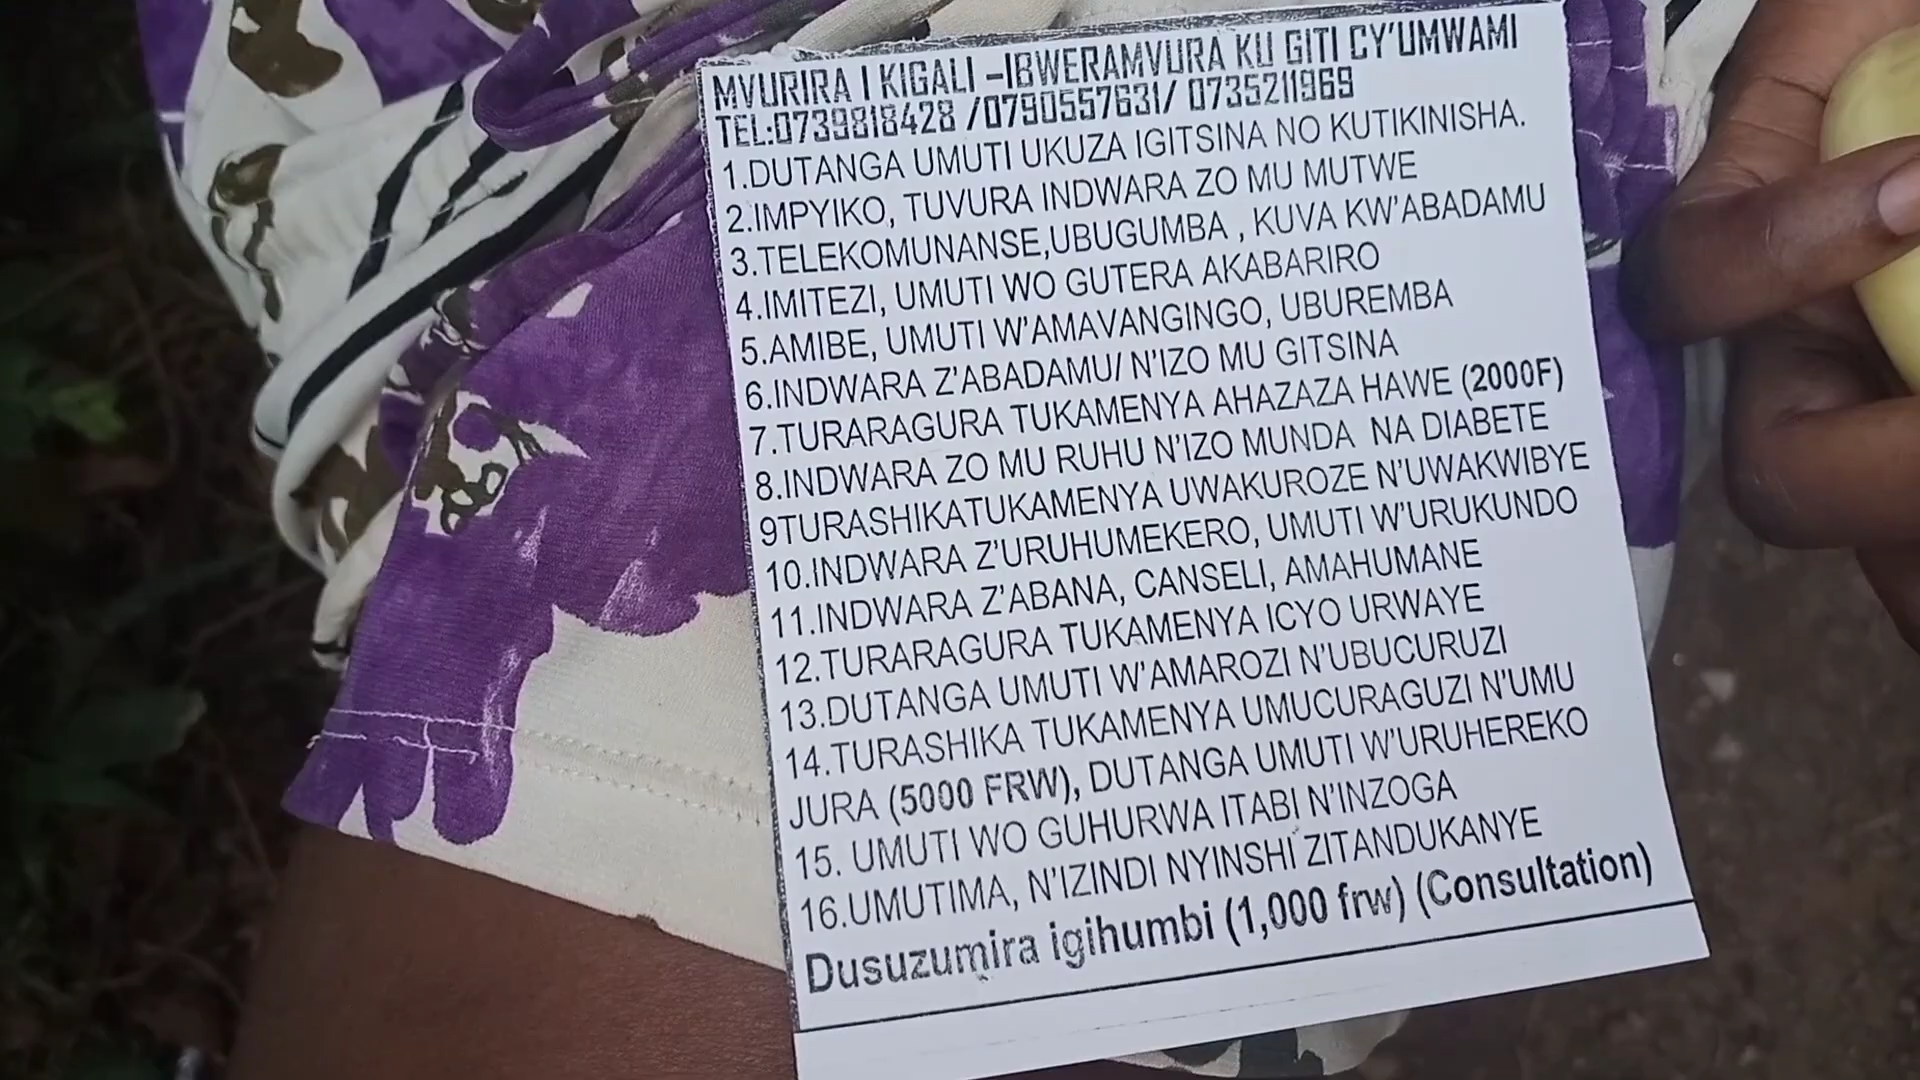 MVURIRA I KIGALI –IBWERAMVURA KU GITI CY'UMWAMI
TEL:0739818428 /0790557631/ 0735211969
1.DUTANGA UMUTI UKUZA IGITSINA NO KUTIKINISHA.
2.IMPYIKO, TUVURA INDWARA ZO MU MUTWE
3.TELEKOMUNANSE,UBUGUMBA , KUVA KW'ABADAMU
4.IMITEZI, UMUTI WO GUTERA AKABARIRO
5.AMIBE, UMUTI W'AMAVANGINGO, UBUREMBA
6.INDWARA Z'ABADAMU/ N'IZO MU GITSINA
7.TURARAGURA TUKAMENYA AHAZAZA HAWE (2000F)
8.INDWARA ZO MU RUHU N'IZO MUNDA NA DIABETE
9TURASHIKATUKAMENYA UWAKUROZE N'UWAKWIBYE
10.INDWARA Z'URUHUMEKERO, UMUTI W'URUKUNDO
11.INDWARA Z'ABANA, CANSELI, AMAHUMANE
12.TURARAGURA TUKAMENYA ICYO URWAYE
13.DUTANGA UMUTI W'AMAROZI N'UBUCURUZI
14.TURASHIKA TUKAMENYA UMUCURAGUZI N'UMU
JURA (5000 FRW), DUTANGA UMUTI W'URUHEREKO
15. UMUTI WO GUHURWA ITABI N'INZOGA
16.UMUTIMA, N'IZINDI NYINSHI ZITANDUKANYE
Dusuzumira igihumbi (1,000 frw) (Consultation)